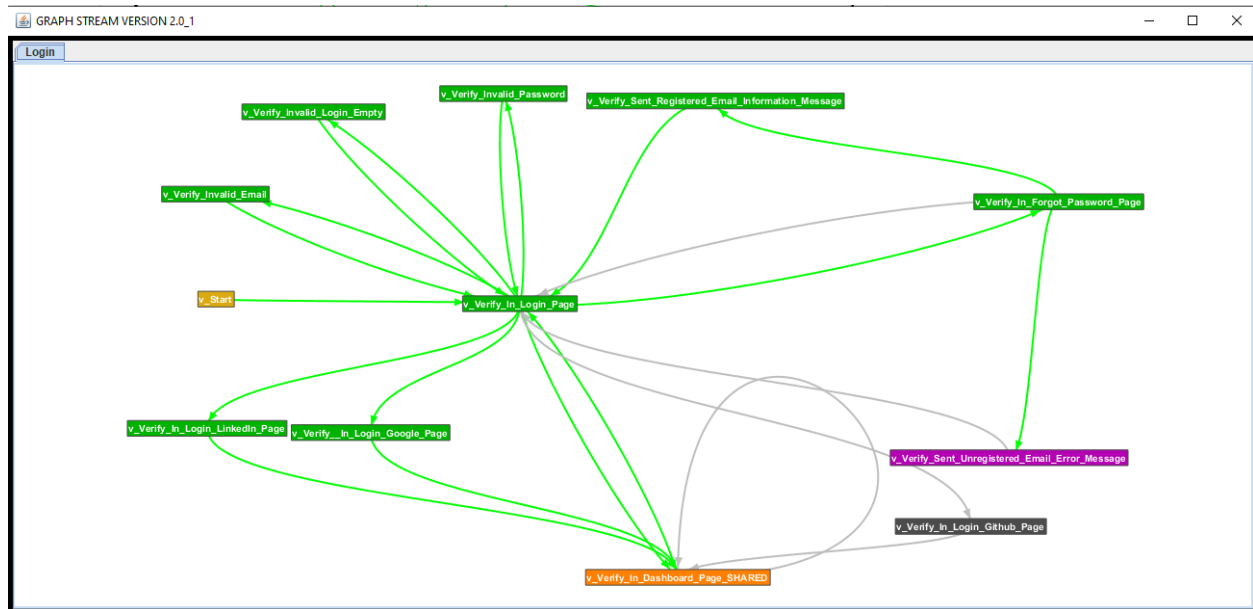 GRAPH STREAM VERSION 2.0_1
Login
v_Verify_Invalid_Password
v_Verify_Sent_Registered_Email_Information_Message
v_Verify_Invalid_Login_Empty
v_Verify_Invalid_Email
v_Verify_In_Forgot_Password_Page
v_Start
v_Verify_In_Login_Page
v_Verify_In_Login_LinkedIn_Page
v_Verify__In_Login_Google_Page
v_Verify_Sent_Unregistered_Email_Error_Message
v_Verify_In_Login_Github_Page
v_Verify_In_Dashboard_Page_SHARED